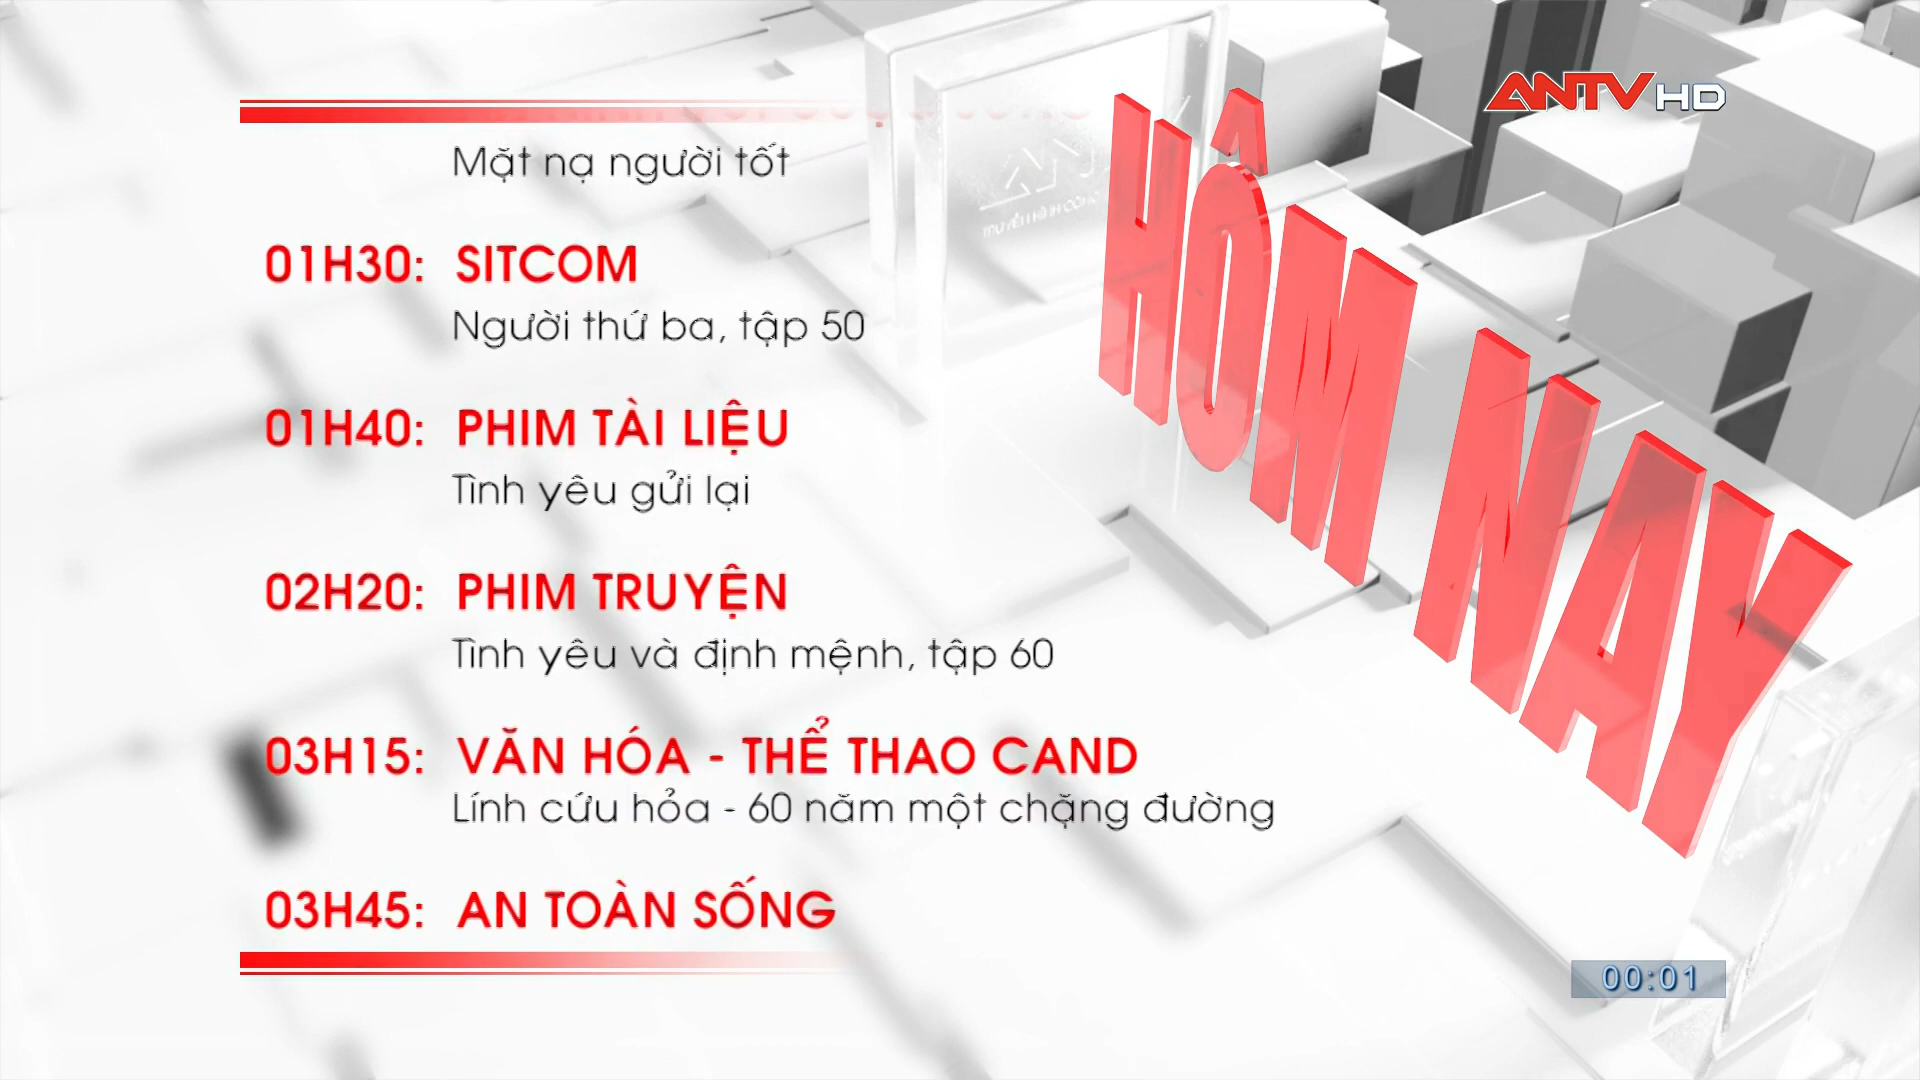 ANTV HD
HÔM NAY
Mặt nạ người tốt
01H30: SITCOM
Người thứ ba, tập 50
01H40: PHIM TÀI LIỆU
Tình yêu gửi lại
02H20: PHIM TRUYỆN
Tình yêu và định mệnh, tập 60
03H15: VĂN HÓA - THỂ THAO CAND
Lính cứu hỏa - 60 năm một chặng đường
03H45: AN TOÀN SỐNG
00:01